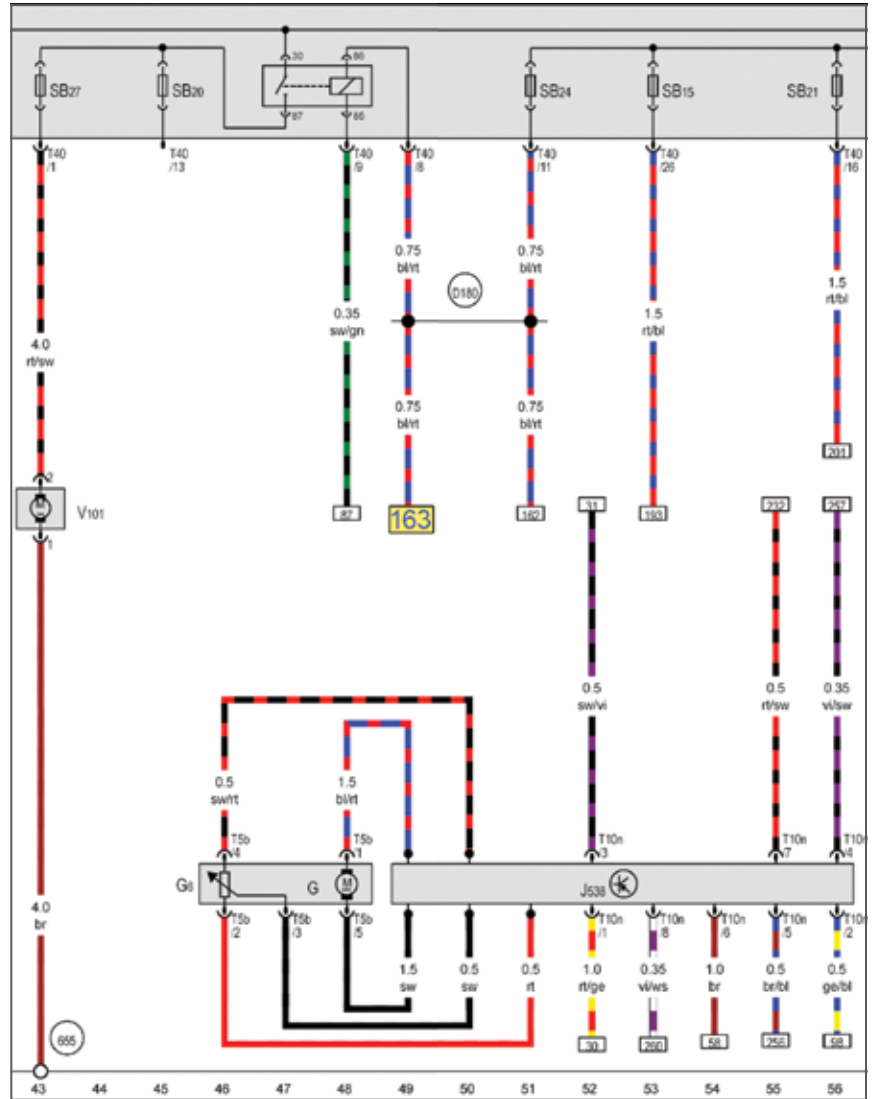 30 86
SB27 SB20 SB24 SB15 SB21
87 85
T40 T40 T40 T40 T40 T40 T40
/1 /13 /9 /11 /26 /16
0.75 0.75
bl/rt bl/rt
D180
1.5
rt/bl
0.35 1.5
sw/gn rt/bl
4.0
rt/sw
0.75 0.75
bl/rt bl/rt
201
2
M
V101
1
87 163 162 31 193 232 257
0.5 0.5 0.35
sw/vi rt/sw vi/sw
0.5 1.5
sw/rt bl/rt
T5b T5b T10n T10n T10n
/4 /1 /3 /7 /4
G6 G M J538
T5b T5b T5b T10n T10n T10n T10n T10n
/2 /3 /5 /1 /8 /6 /5 /2
4.0
br
1.5 0.5 0.5 1.0 0.35 1.0 0.5 0.5
sw sw rt rt/ge vi/ws br br/bl ge/bl
655
30 260 58 256 98
43 44 45 46 47 48 49 50 51 52 53 54 55 56